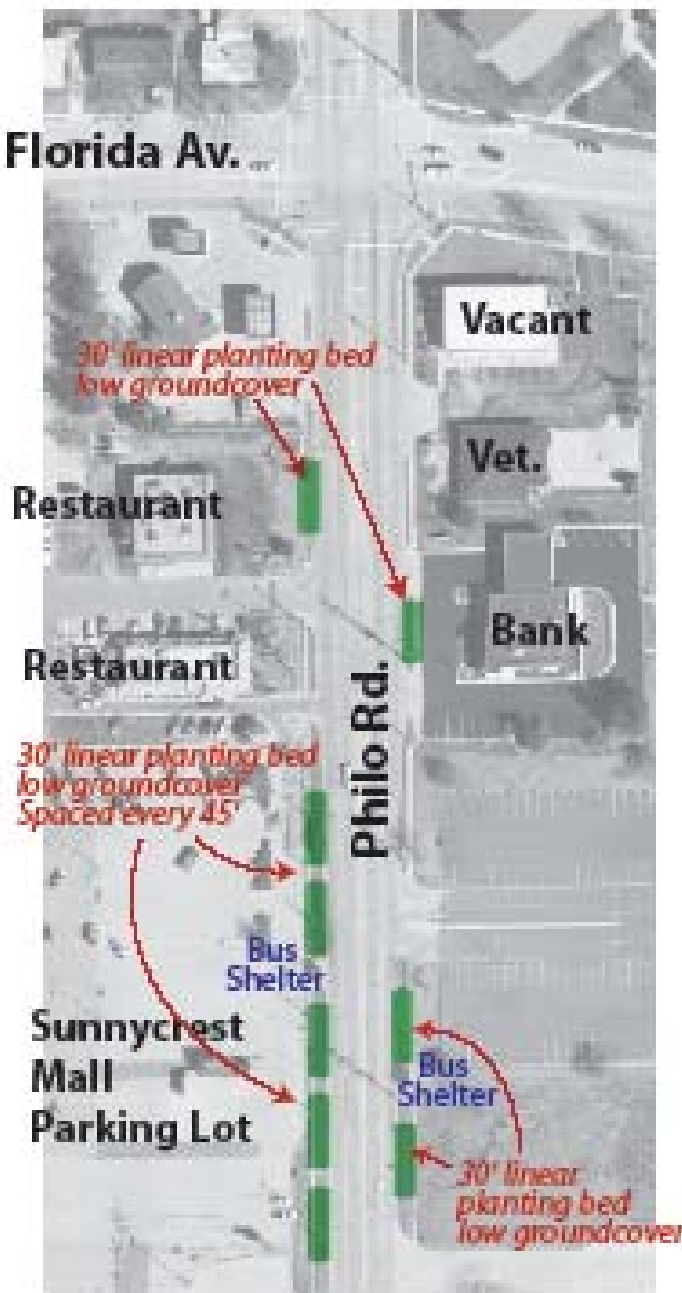 Florida Av.
Vacant
30' linear planting bed
low groundcover
Vet.
Restaurant
Bank
Restaurant
Philo Rd.
30' linear planting bed
low groundcover
Spaced every 45'
Bus
Shelter
Sunnycrest
Mall
Parking Lot
Bus
Shelter
30' linear
planting bed
low groundcover